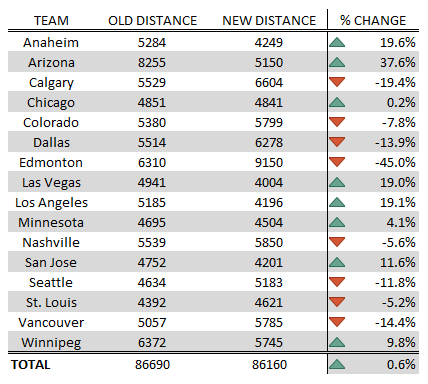 TEAM OLD DISTANCE NEW DISTANCE % CHANGE
Anaheim 5284 4249 19.6%
Arizona 8255 5150 37.6%
Calgary 5529 6604 -19.4%
Chicago 4851 4841 0.2%
Colorado 5380 5799 -7.8%
Dallas 5514 6278 -13.9%
Edmonton 6310 9150 -45.0%
Las Vegas 4941 4004 19.0%
Los Angeles 5185 4196 19.1%
Minnesota 4695 4504 4.1%
Nashville 5539 5850 -5.6%
San Jose 4752 4201 11.6%
Seattle 4634 5183 -11.8%
St. Louis 4392 4621 -5.2%
Vancouver 5057 5785 -14.4%
Winnipeg 6372 5745 9.8%
TOTAL 86690 86160 0.6%